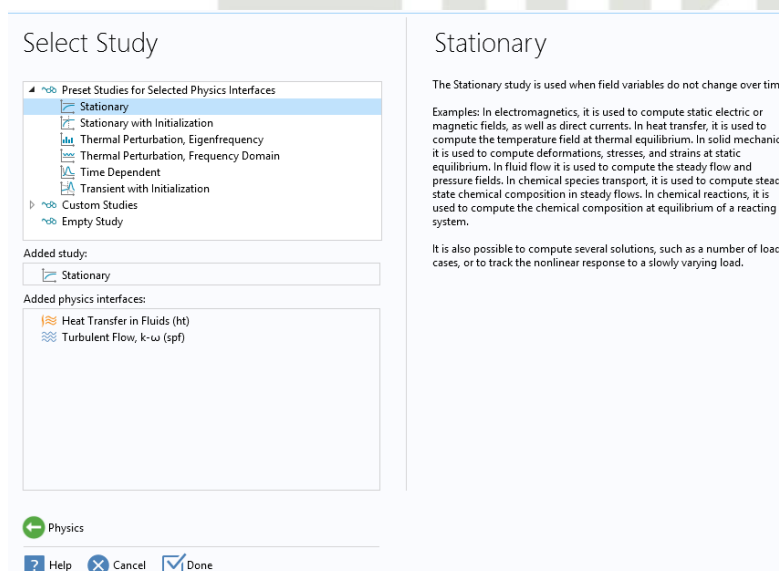 Select Study
Preset Studies for Selected Physics Interfaces
Stationary
Stationary with Initialization
Thermal Perturbation, Eigenfrequency
Thermal Perturbation, Frequency Domain
Time Dependent
Transient with Initialization
Custom Studies
Empty Study
Added study:
Stationary
Added physics interfaces:
Heat Transfer in Fluids (ht)
Turbulent Flow, k-ω (spf)
Physics
Help
Cancel
Done
Stationary
The Stationary study is used when field variables do not change over tim
Examples: In electromagnetics, it is used to compute static electric or
magnetic fields, as well as direct currents. In heat transfer, it is used to
compute the temperature field at thermal equilibrium. In solid mechanic
it is used to compute deformations, stresses, and strains at static
equilibrium. In fluid flow it is used to compute the steady flow and
pressure fields. In chemical species transport, it is used to compute stead
state chemical composition in steady flows. In chemical reactions, it is
used to compute the chemical composition at equilibrium of a reacting
system.
It is also possible to compute several solutions, such as a number of load
cases, or to track the nonlinear response to a slowly varying load.